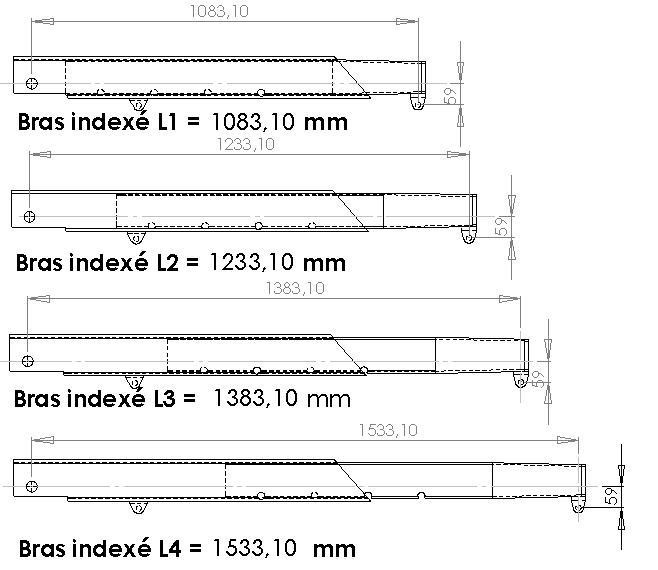 1083,10
59
Bras indexé L1 = 1083,10 mm
1233,10
59
Bras indexé L2 = 1233,10 mm
1383,10
59
Bras indexé L3 = 1383,10 mm
1533,10
59
Bras indexé L4 = 1533,10 mm